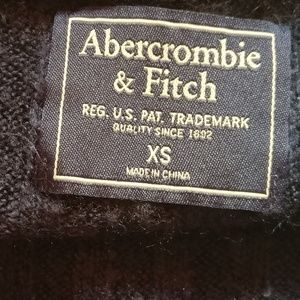 Abercrombie
& Fitch
REG. U.S. PAT. TRADEMARK
QUALITY SINCE 1892
XS
MADE IN CHINA